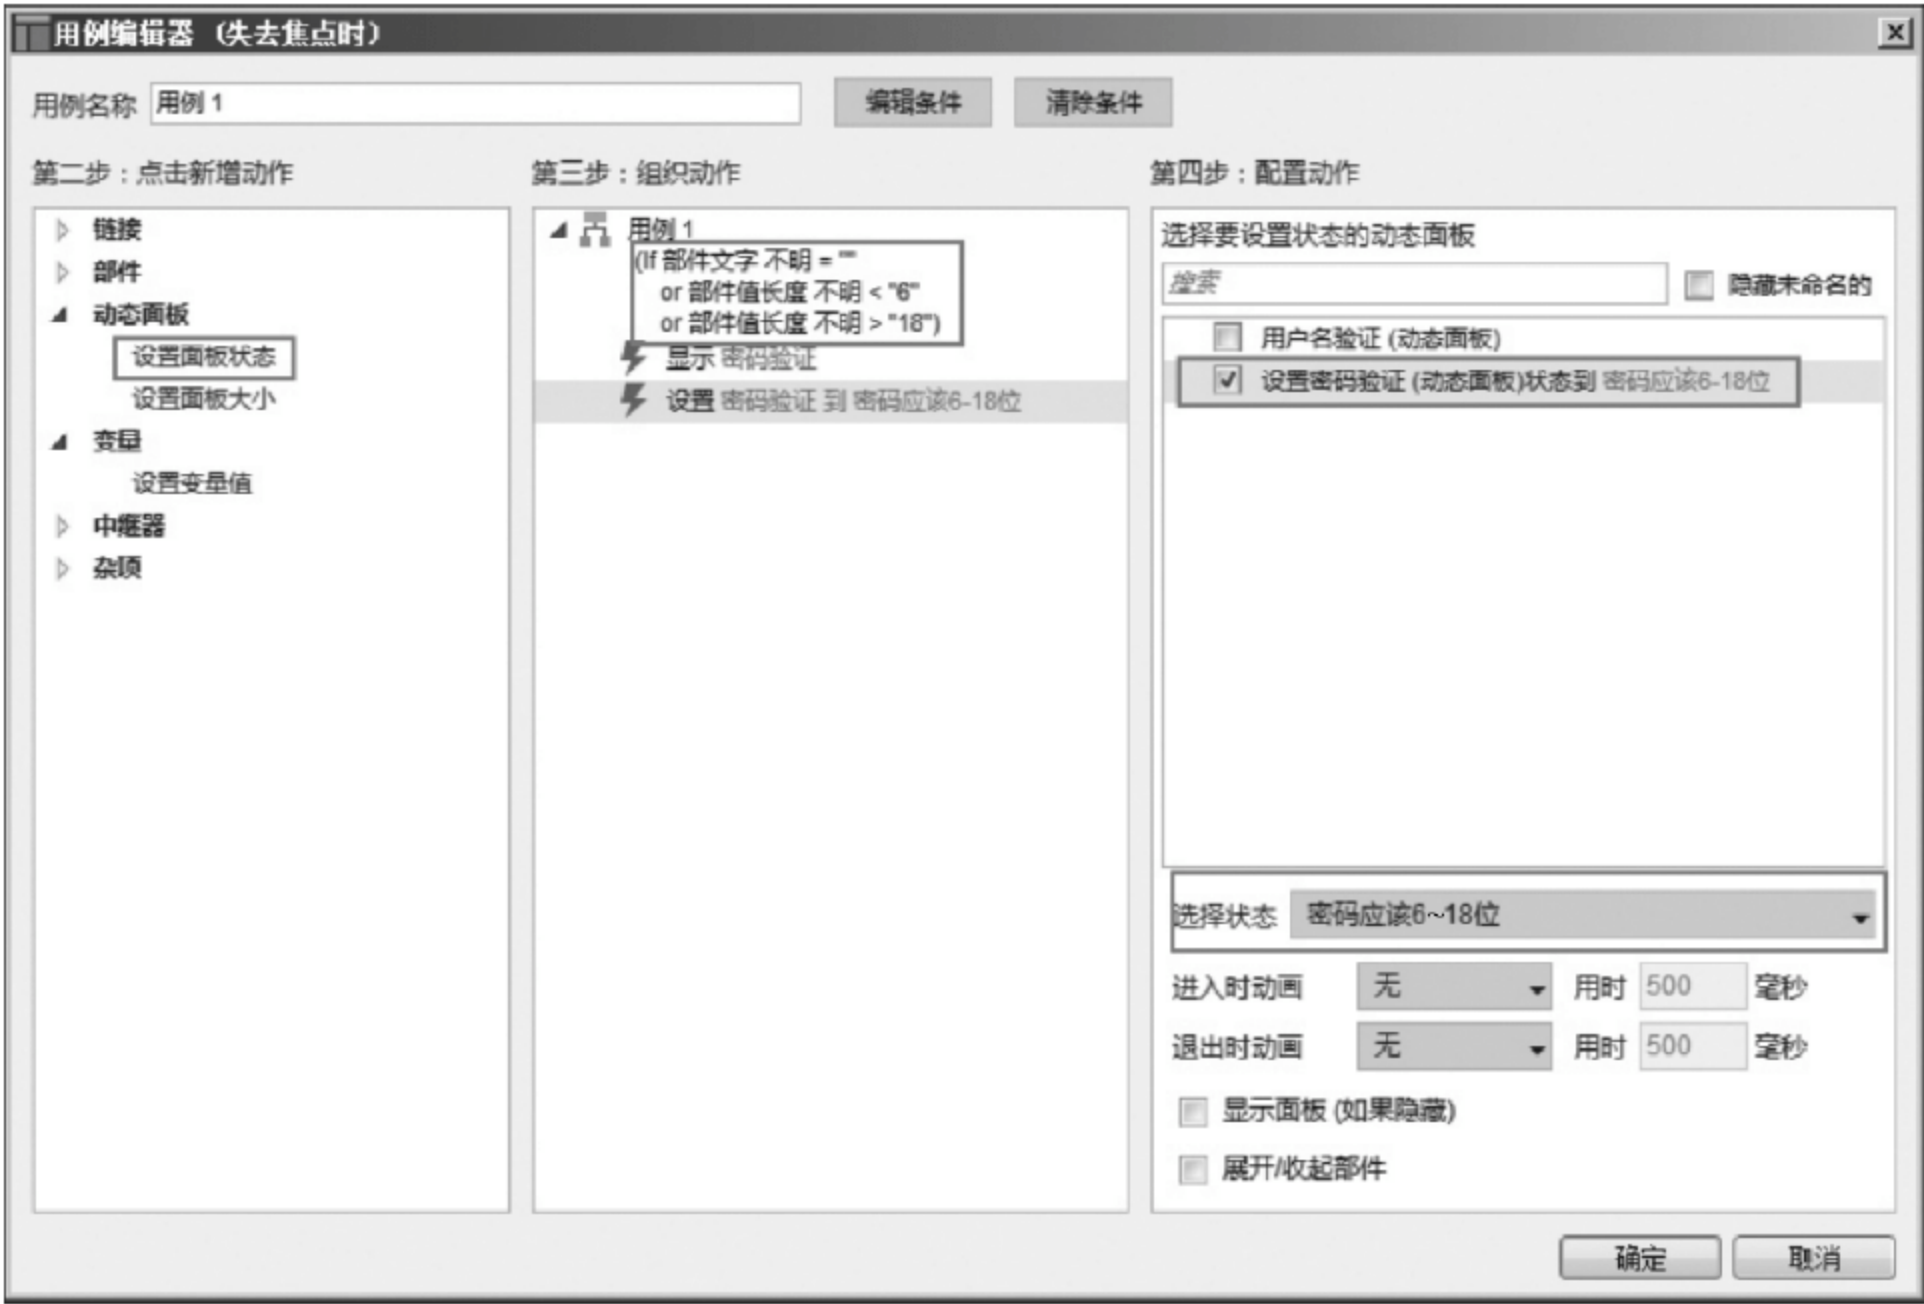 用例编辑器 （失去焦点时）
用例名称 用例 1 编辑条件 清除条件
第二步：点击新增动作
链接
部件
动态面板
设置面板状态
设置面板大小
变量
设置变量值
中继器
杂项
第三步：组织动作
用例 1
(If 部件文字 不明 = ""
or 部件值长度 不明 < "6"
or 部件值长度 不明 > "18")
显示 密码验证
设置 密码验证 到 密码应该6-18位
第四步：配置动作
选择要设置状态的动态面板
搜索 隐藏未命名的
用户名验证 (动态面板)
设置密码验证 (动态面板)状态到 密码应该6-18位
选择状态 密码应该6~18位
进入时动画 无 用时 500 毫秒
退出时动画 无 用时 500 毫秒
显示面板 (如果隐藏)
展开/收起部件
确定 取消